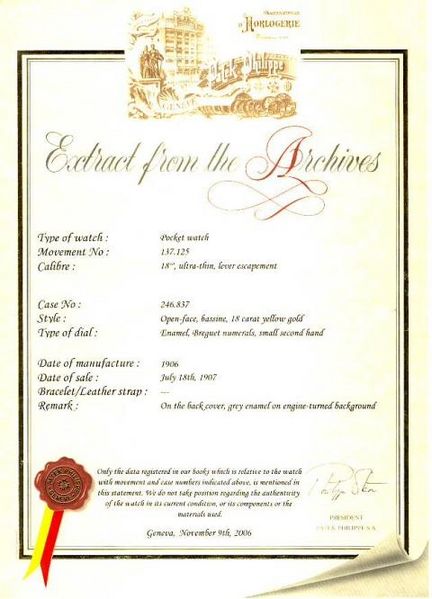 Observatoire
D'HORLOGERIE
Patek Philippe
GENÈVE
Extract from the Archives
Type of watch : Pocket watch
Movement No : 137.125
Calibre : 18''', ultra-thin, lever escapement
Case No : 246.837
Style : Open-face, bassine, 18 carat yellow gold
Type of dial : Enamel, Breguet numerals, small second hand
Date of manufacture : 1906
Date of sale : July 18th, 1907
Bracelet/Leather strap : ---
Remark : On the back cover, grey enamel on engine-turned background
Only the data registered in our books which is relative to the watch
with movement and case numbers indicated above, is mentioned in
this statement. We do not take position regarding the authenticity
of the watch in its current condition, or its components or the
materials used.
Geneva, November 9th, 2006
PRESIDENT
PATEK PHILIPPE S.A.